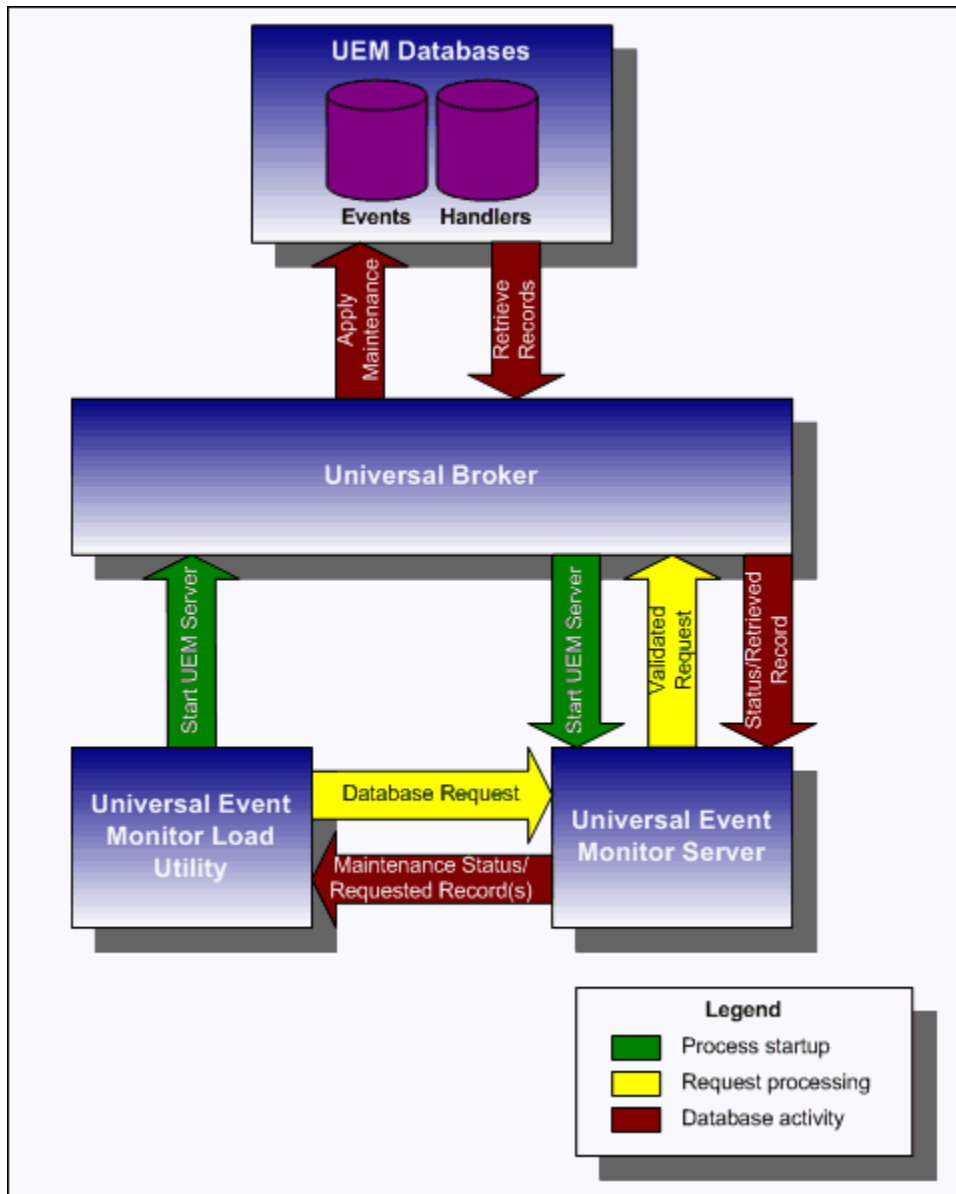 UEM Databases
Events
Handlers
Apply
Maintenance
Retrieve
Records
Universal Broker
Start UEM Server
Start UEM Server
Validated
Request
Status/Retrieved
Record
Universal Event
Monitor Load
Utility
Database Request
Maintenance Status/
Requested Record(s)
Universal Event
Monitor Server
Legend
Process startup
Request processing
Database activity